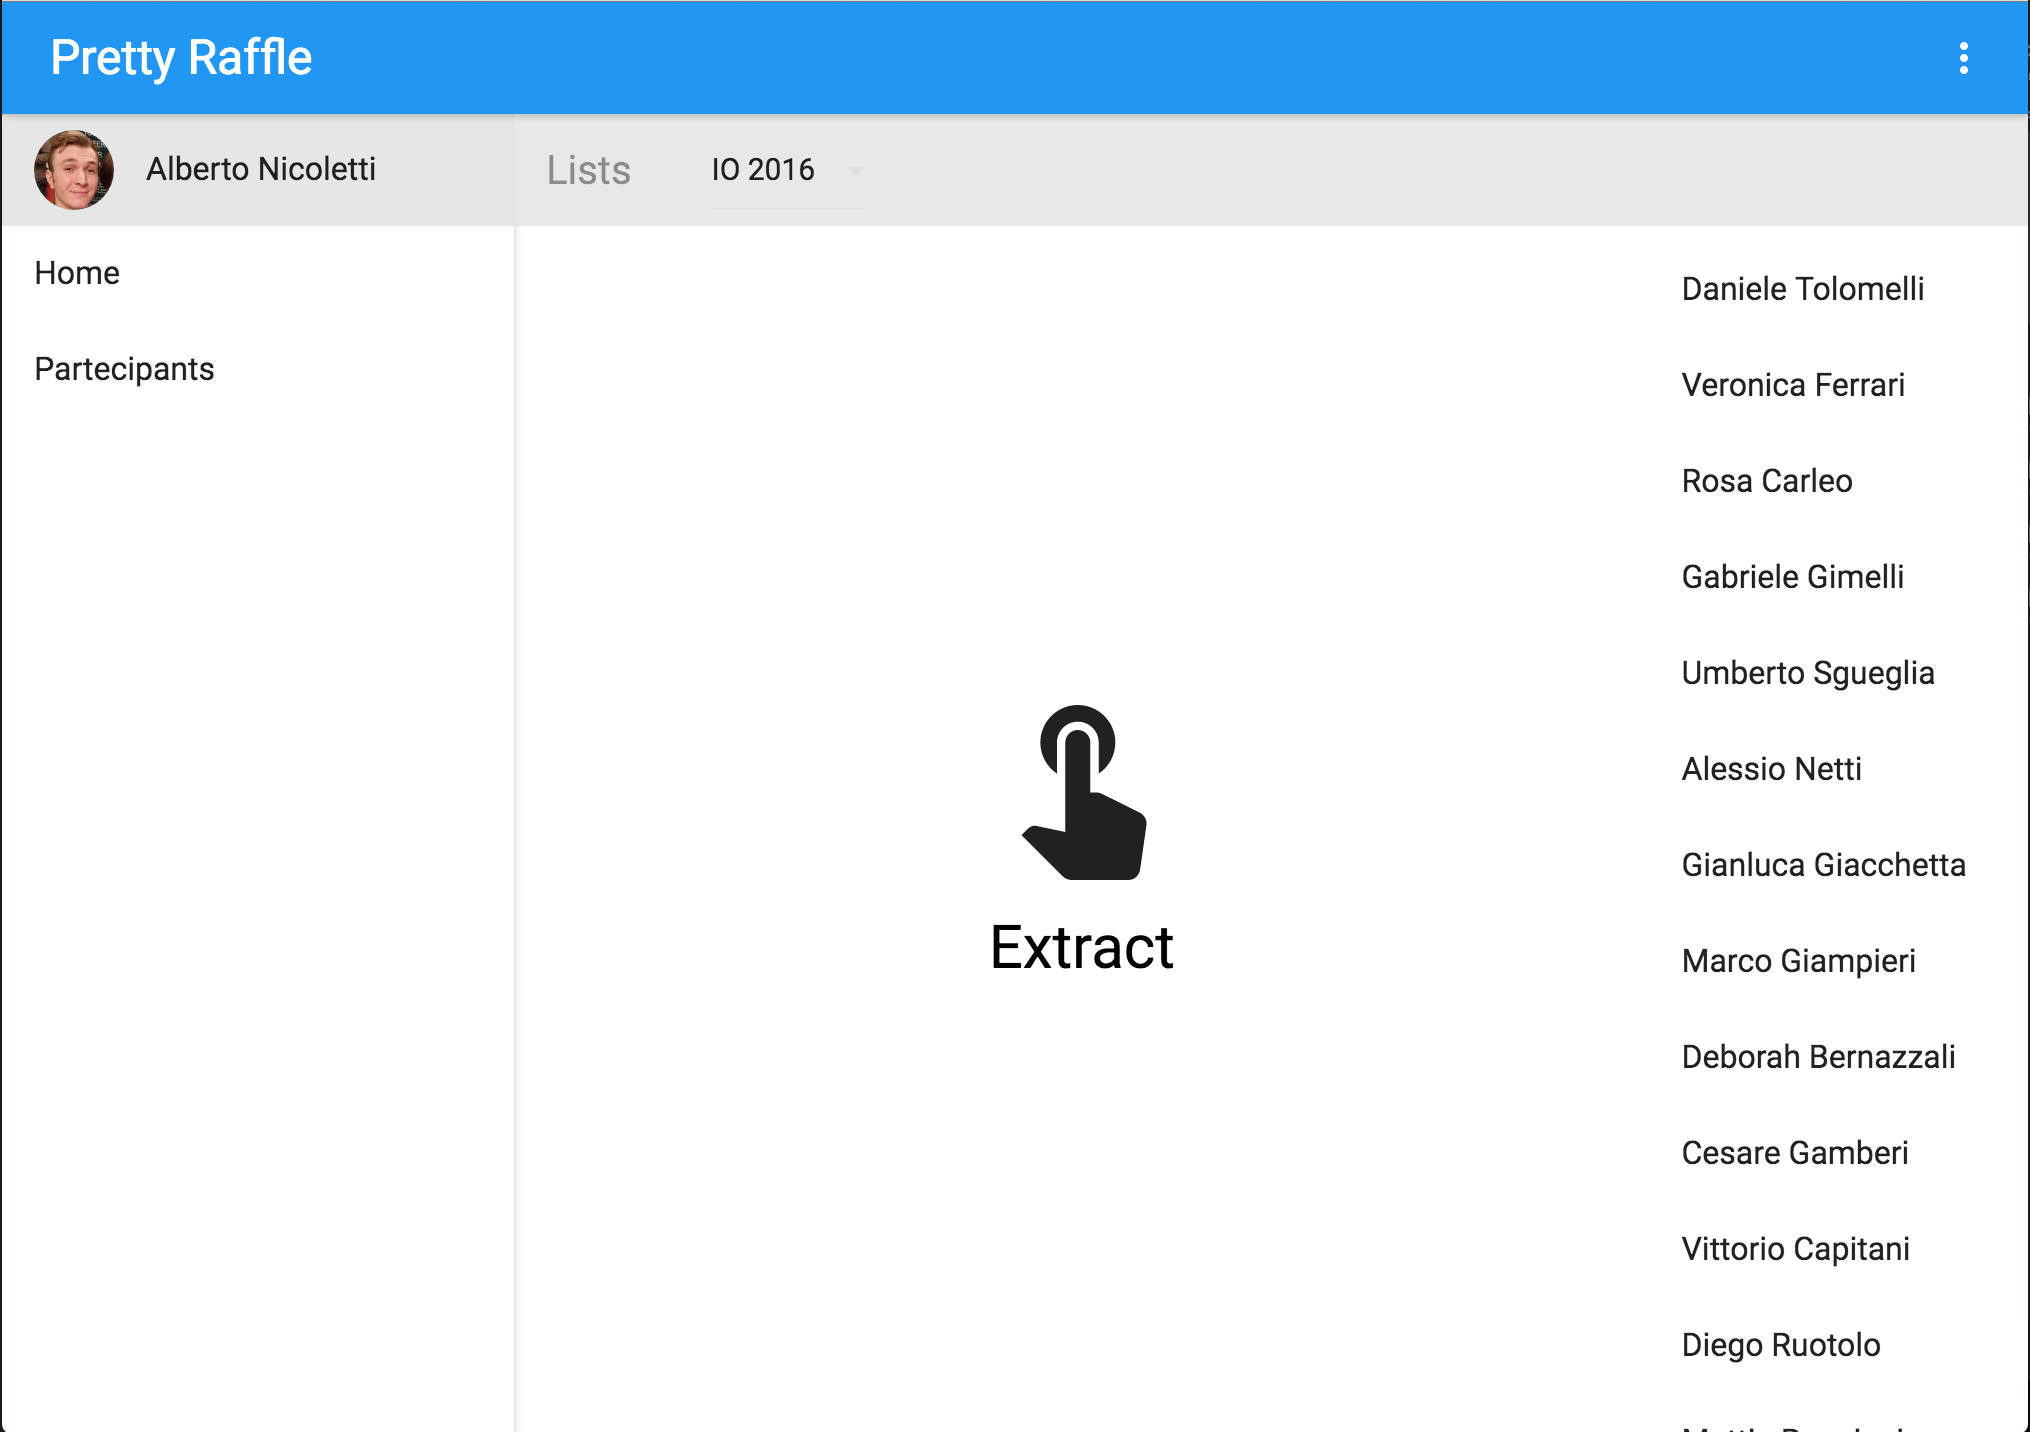 Pretty Raffle
Alberto Nicoletti
Lists IO 2016
Home
Partecipants
Extract
Daniele Tolomelli
Veronica Ferrari
Rosa Carleo
Gabriele Gimelli
Umberto Sgueglia
Alessio Netti
Gianluca Giacchetta
Marco Giampieri
Deborah Bernazzali
Cesare Gamberi
Vittorio Capitani
Diego Ruotolo